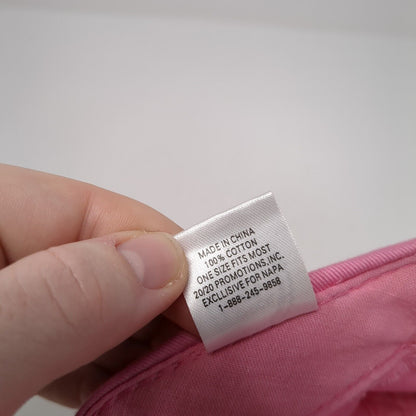 MADE IN CHINA
100% COTTON
ONE SIZE FITS MOST
20/20 PROMOTIONS, INC.
EXCLUSIVE FOR NAPA
1-888-245-9858